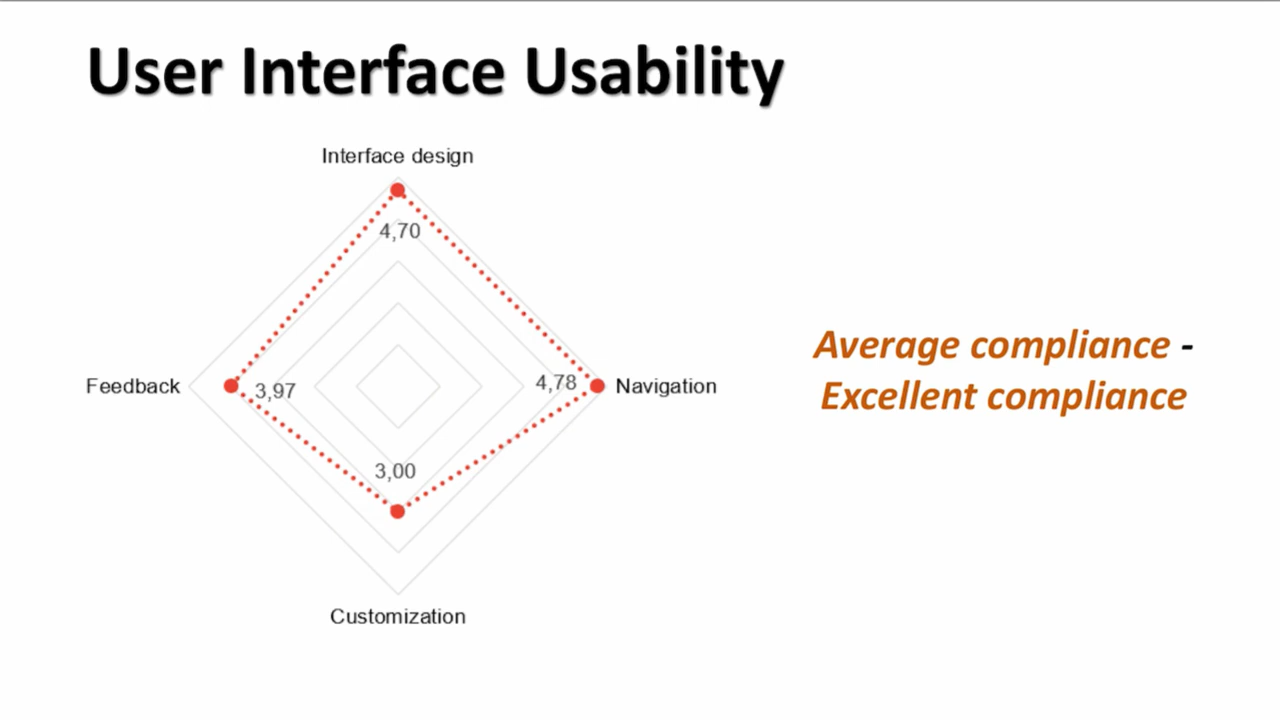 User Interface Usability
Interface design
4,70
Feedback
3,97
4,78
Navigation
3,00
Customization
Average compliance -
Excellent compliance